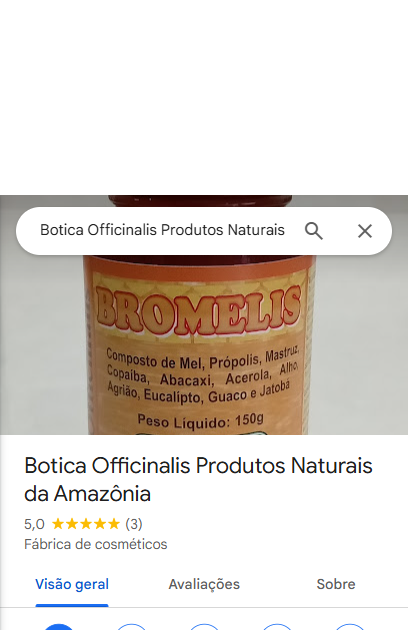 Botica Officinalis Produtos Naturais
BROMELIS
Composto de Mel, Própolis, Mastruz,
Copaíba, Abacaxi, Acerola, Alho,
Agrião, Eucalípto, Guaco e Jatobá
Peso Líquido: 150g
Botica Officinalis Produtos Naturais
da Amazônia
5,0 ★★★★★ (3)
Fábrica de cosméticos
Visão geral
Avaliações
Sobre